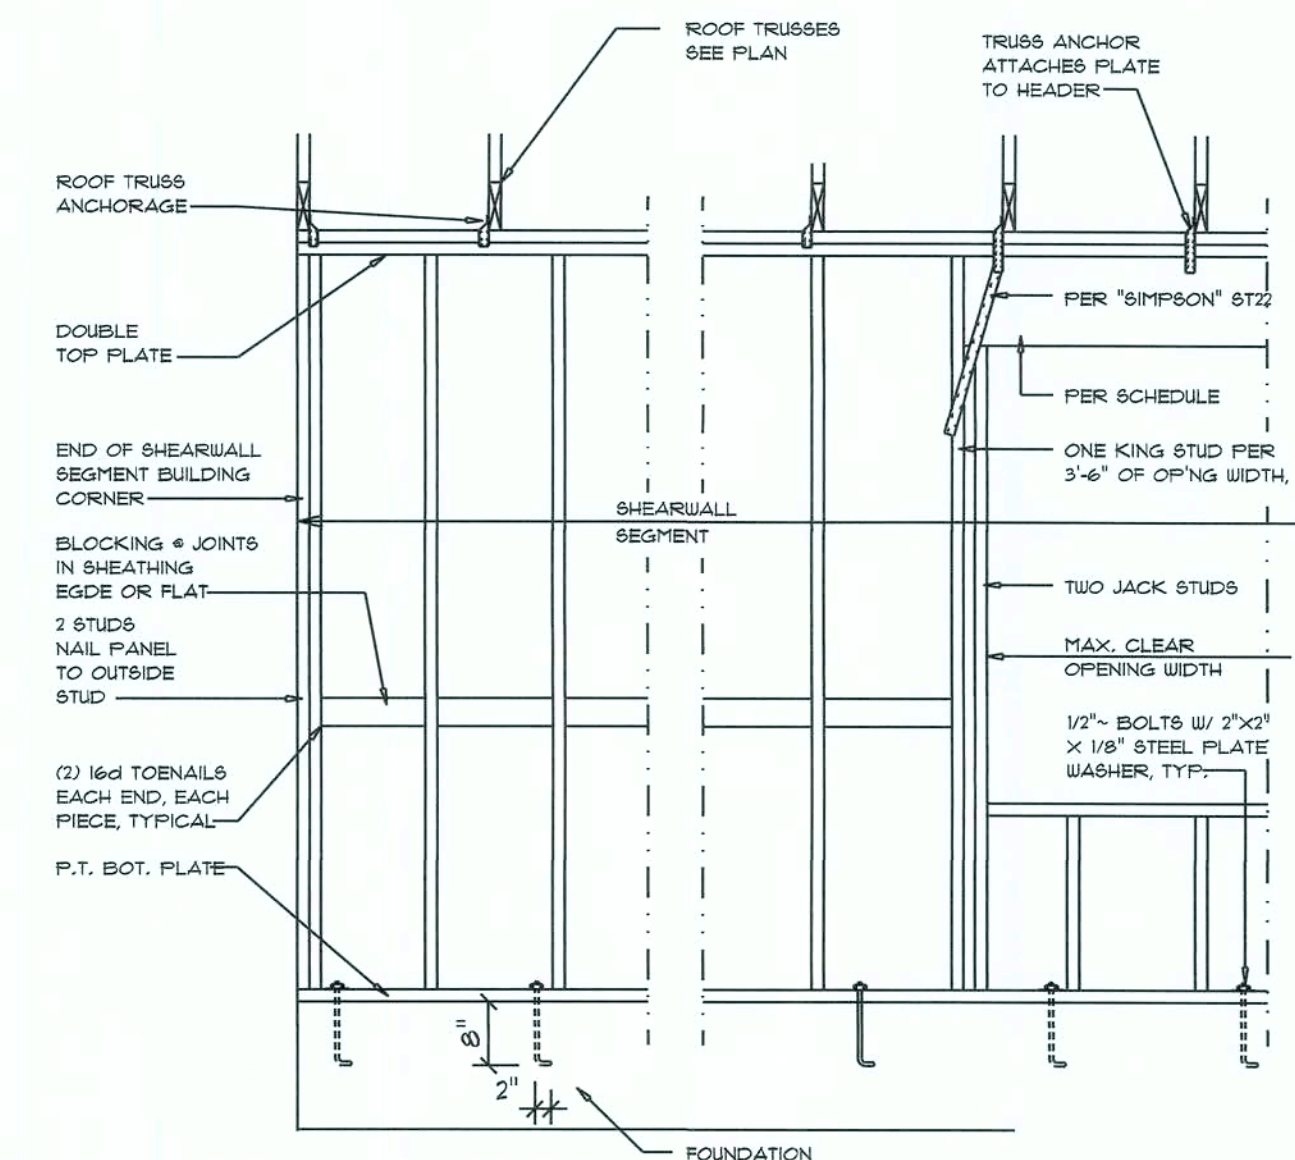 ROOF TRUSSES
SEE PLAN
TRUSS ANCHOR
ATTACHES PLATE
TO HEADER
ROOF TRUSS
ANCHORAGE
PER "SIMPSON" ST22
DOUBLE
TOP PLATE
PER SCHEDULE
END OF SHEARWALL
SEGMENT BUILDING
CORNER
ONE KING STUD PER
3'-6" OF OP'NG WIDTH,
SHEARWALL
SEGMENT
BLOCKING @ JOINTS
IN SHEATHING
EGDE OR FLAT
TWO JACK STUDS
2 STUDS
NAIL PANEL
TO OUTSIDE
STUD
MAX. CLEAR
OPENING WIDTH
1/2"~ BOLTS W/ 2"X2"
X 1/8" STEEL PLATE
WASHER, TYP.
(2) 16d TOENAILS
EACH END, EACH
PIECE, TYPICAL
P.T. BOT. PLATE
8"
2"
FOUNDATION